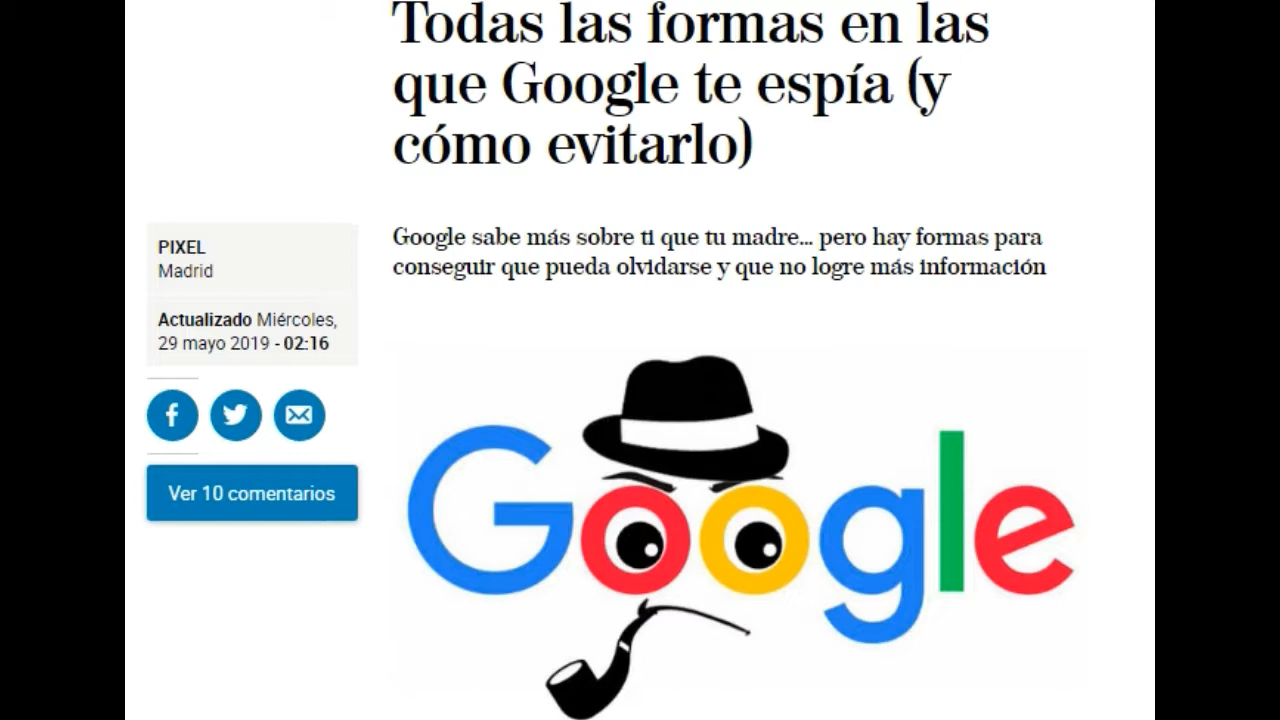 Todas las formas en las
que Google te espía (y
cómo evitarlo)
Google sabe más sobre ti que tu madre... pero hay formas para
conseguir que pueda olvidarse y que no logre más información
PIXEL
Madrid
Actualizado Miércoles,
29 mayo 2019 - 02:16
Ver 10 comentarios
Google